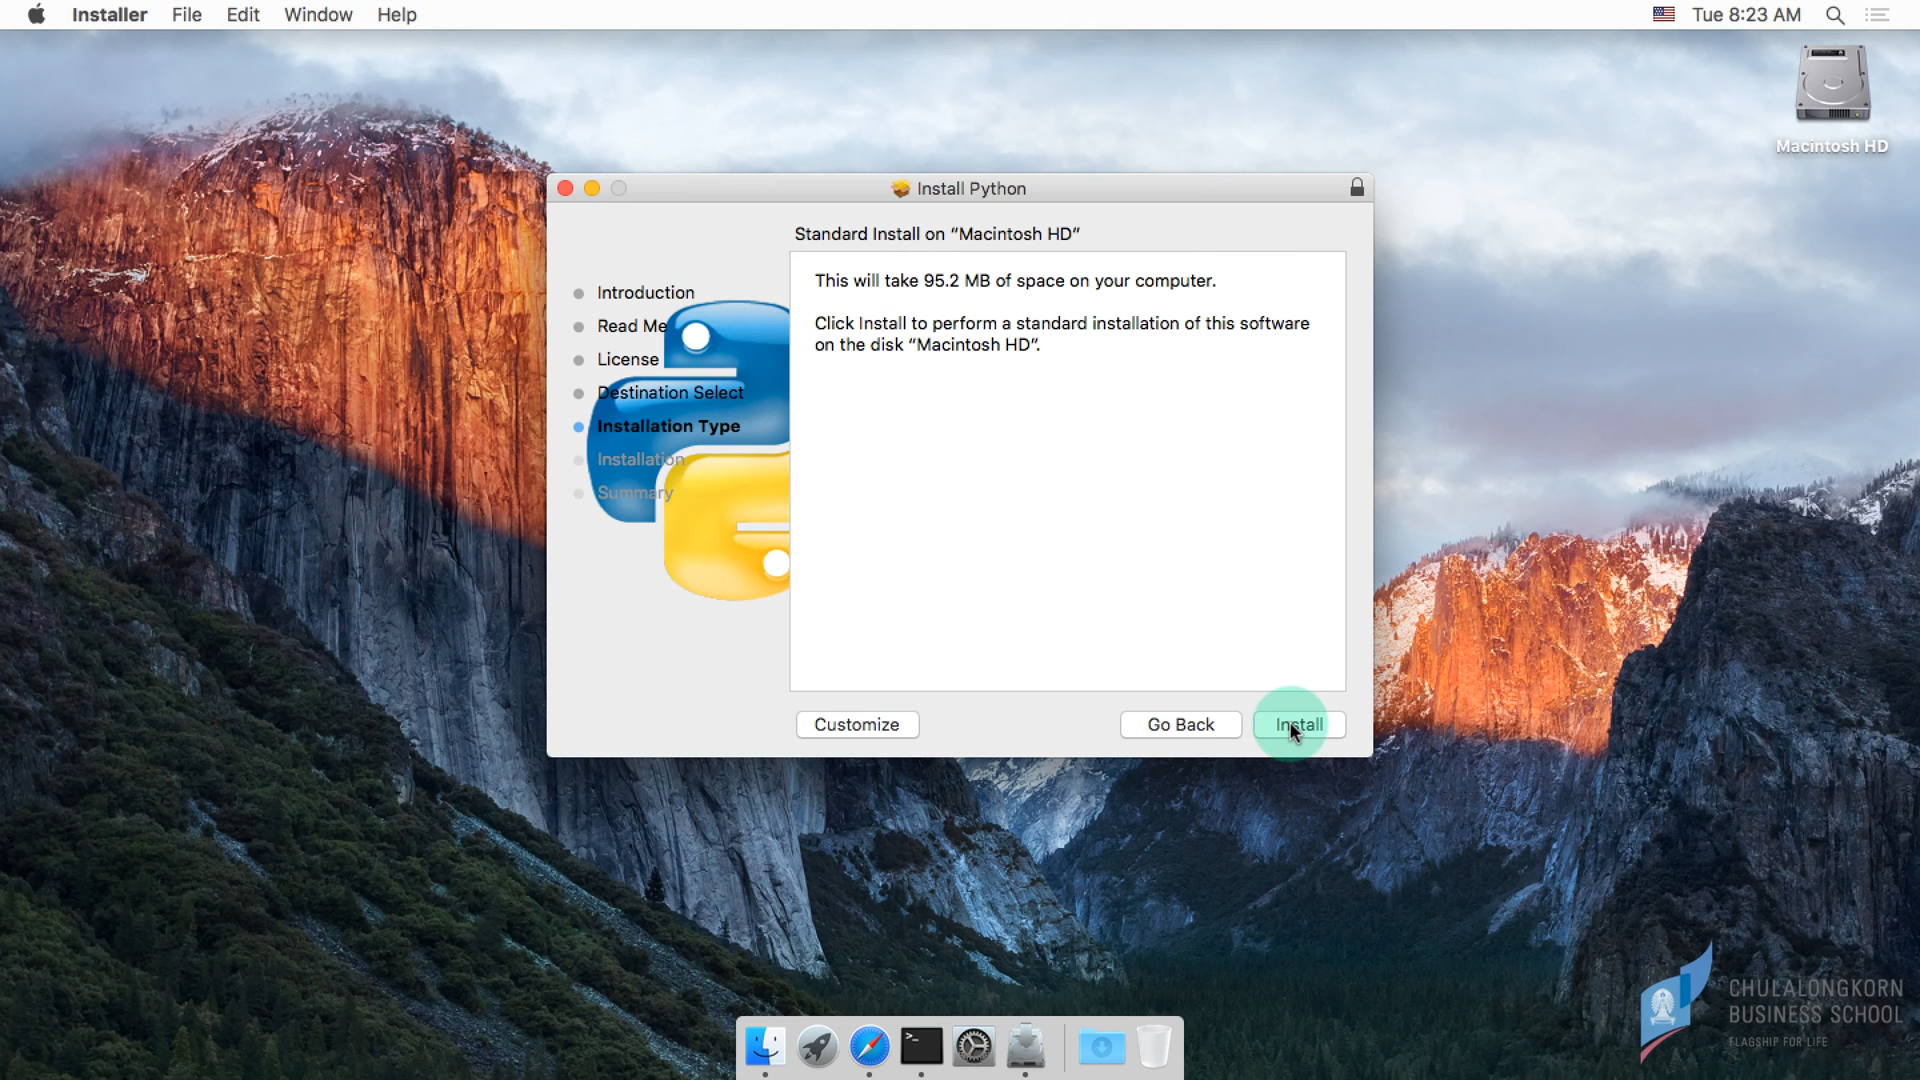 Installer File Edit Window Help
Tue 8:23 AM
Macintosh HD
Install Python
Standard Install on “Macintosh HD”
Introduction
Read Me
License
Destination Select
Installation Type
Installation
Summary
This will take 95.2 MB of space on your computer.
Click Install to perform a standard installation of this software
on the disk “Macintosh HD”.
Customize
Go Back
Install
>_
CHULALONGKORN
BUSINESS SCHOOL
FLAGSHIP FOR LIFE